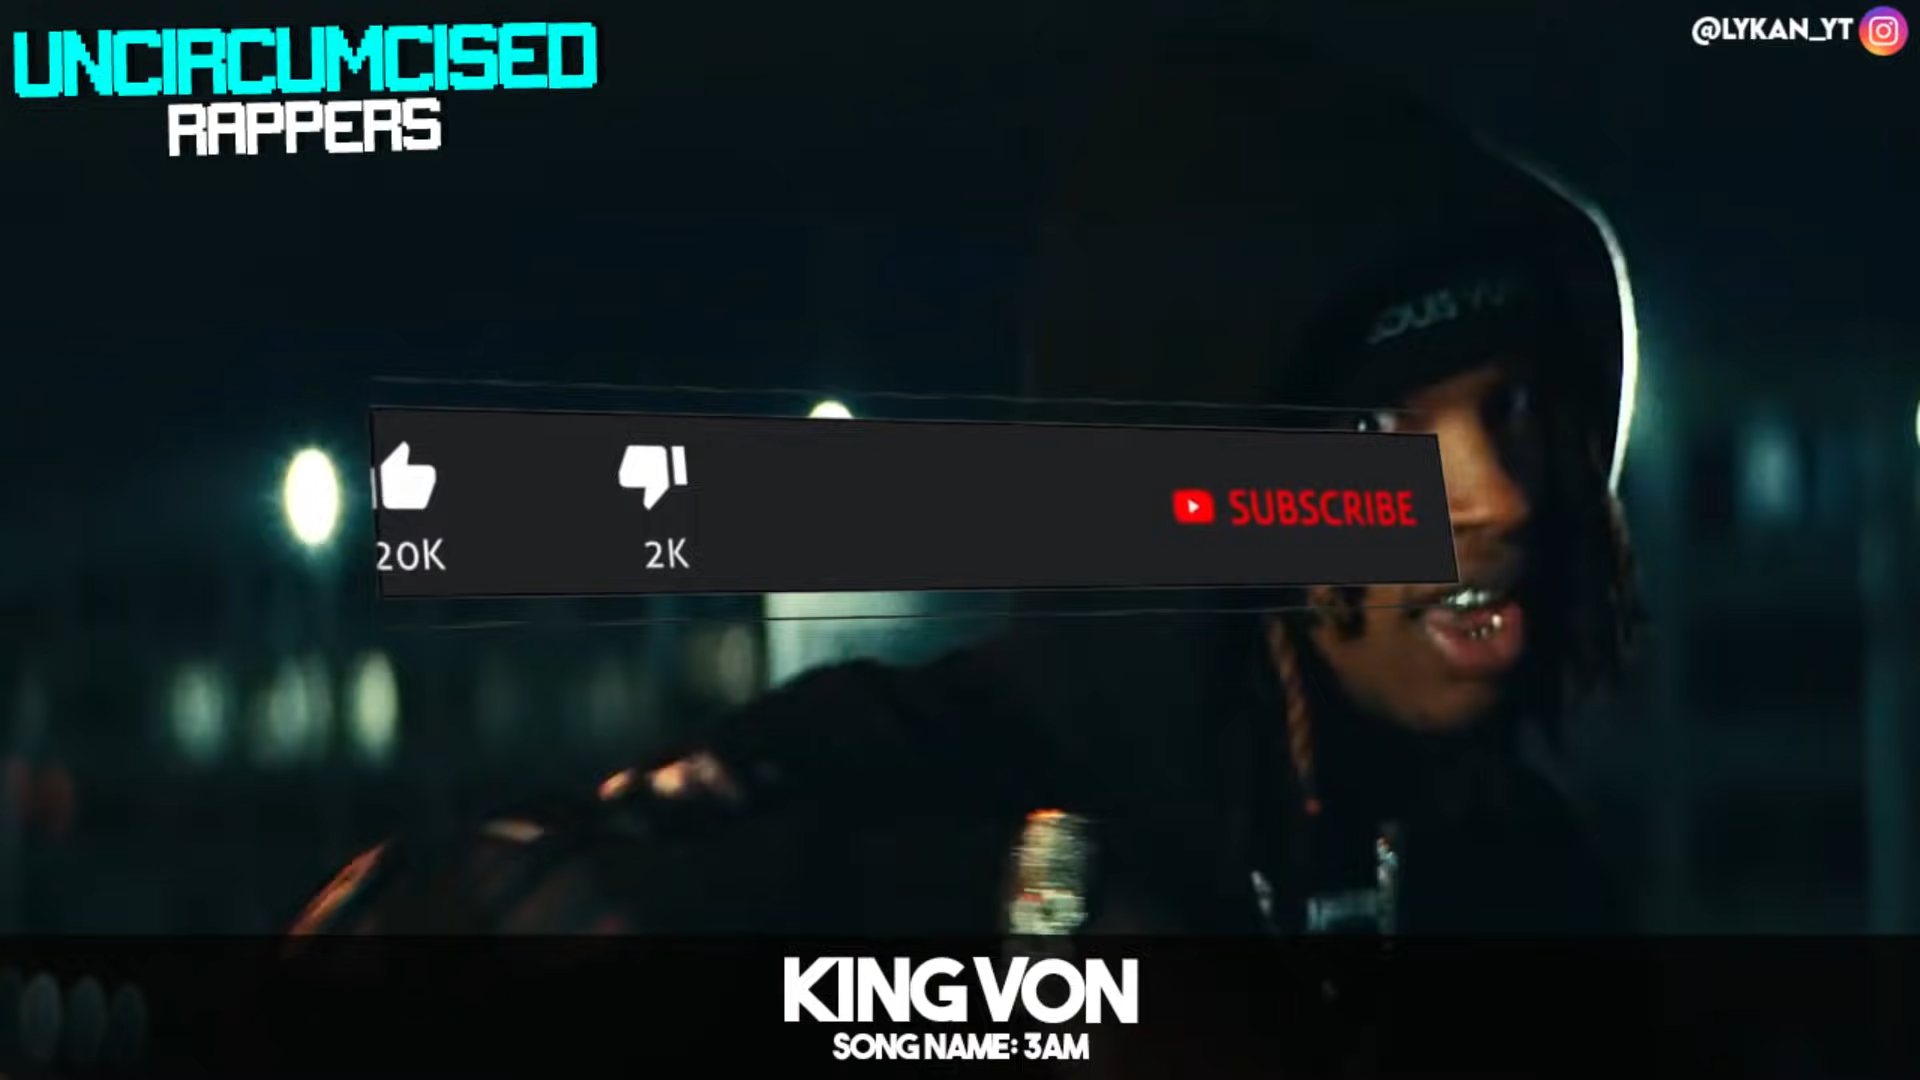 UNCIRCUMCISED
RAPPERS
@LYKAN_YT
20K
2K
SUBSCRIBE
KING VON
SONG NAME: 3AM